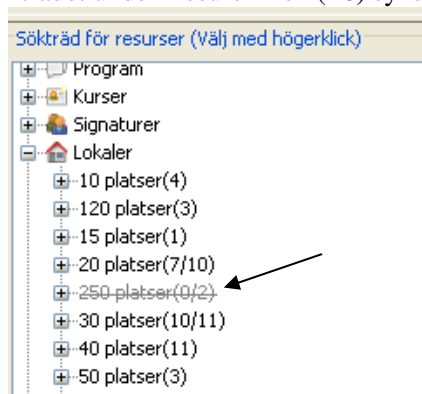 Sökträd för resurser (Välj med högerklick)
Program
Kurser
Signaturer
Lokaler
10 platser(4)
120 platser(3)
15 platser(1)
20 platser(7/10)
250 platser(0/2)
30 platser(10/11)
40 platser(11)
50 platser(3)